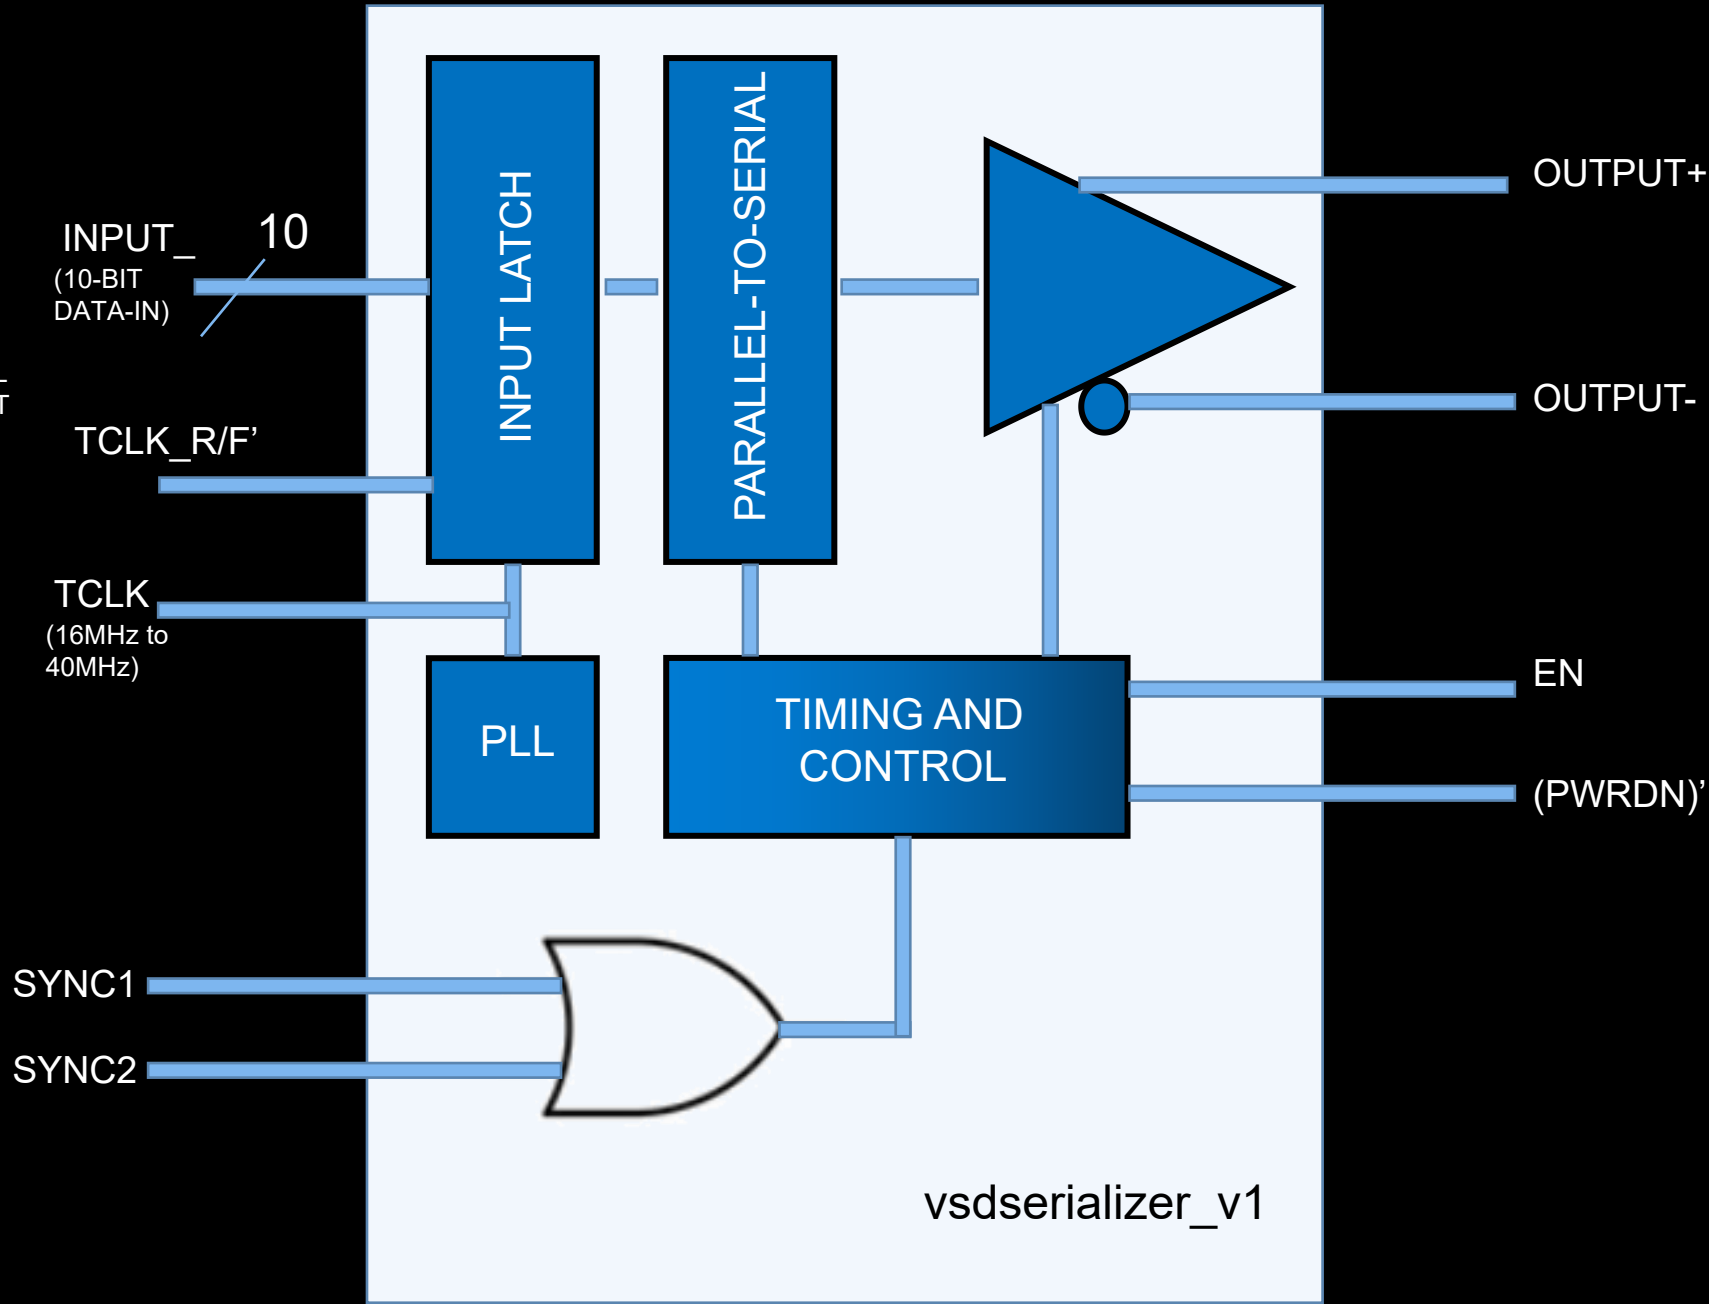 INPUT_
10
(10-BIT
DATA-IN)
INPUT LATCH
PARALLEL-TO-SERIAL
OUTPUT+
OUTPUT-
TCLK_R/F’
TCLK
(16MHz to
40MHz)
PLL
TIMING AND
CONTROL
EN
(PWRDN)’
SYNC1
SYNC2
vsdserializer_v1